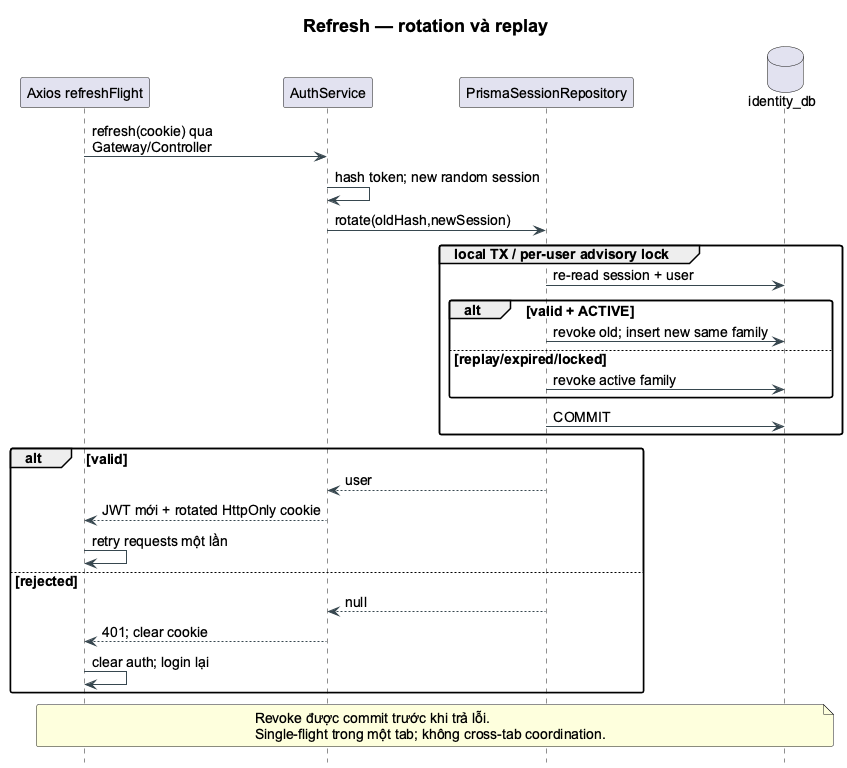 Refresh — rotation và replay
Axios refreshFlight
AuthService
PrismaSessionRepository
identity_db
refresh(cookie) qua
Gateway/Controller
hash token; new random session
rotate(oldHash,newSession)
local TX / per-user advisory lock
re-read session + user
alt
[valid + ACTIVE]
revoke old; insert new same family
[replay/expired/locked]
revoke active family
COMMIT
alt
[valid]
user
JWT mới + rotated HttpOnly cookie
retry requests một lần
[rejected]
null
401; clear cookie
clear auth; login lại
Revoke được commit trước khi trả lỗi.
Single-flight trong một tab; không cross-tab coordination.